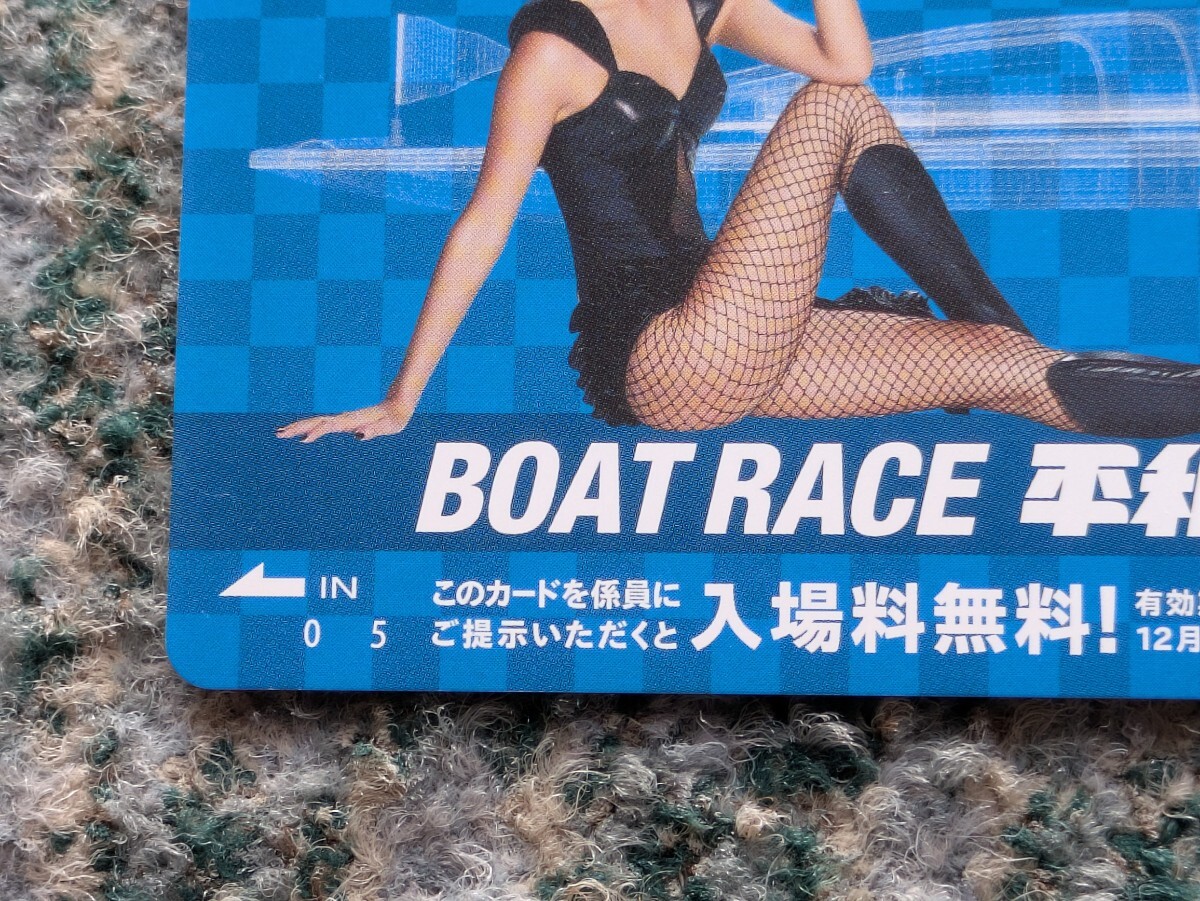 BOAT RACE 平和
IN
0 5
このカードを係員に
ご提示いただくと
入場料無料!
有効
12月